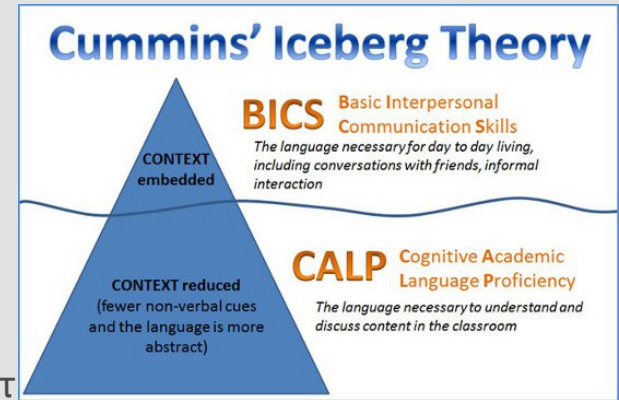 Cummins' Iceberg Theory
BICS
Basic Interpersonal
Communication Skills
The language necessary for day to day living,
including conversations with friends, informal
interaction
CONTEXT
embedded
CALP
Cognitive Academic
Language Proficiency
The language necessary to understand and
discuss content in the classroom
CONTEXT reduced
(fewer non-verbal cues
and the language is more
abstract)